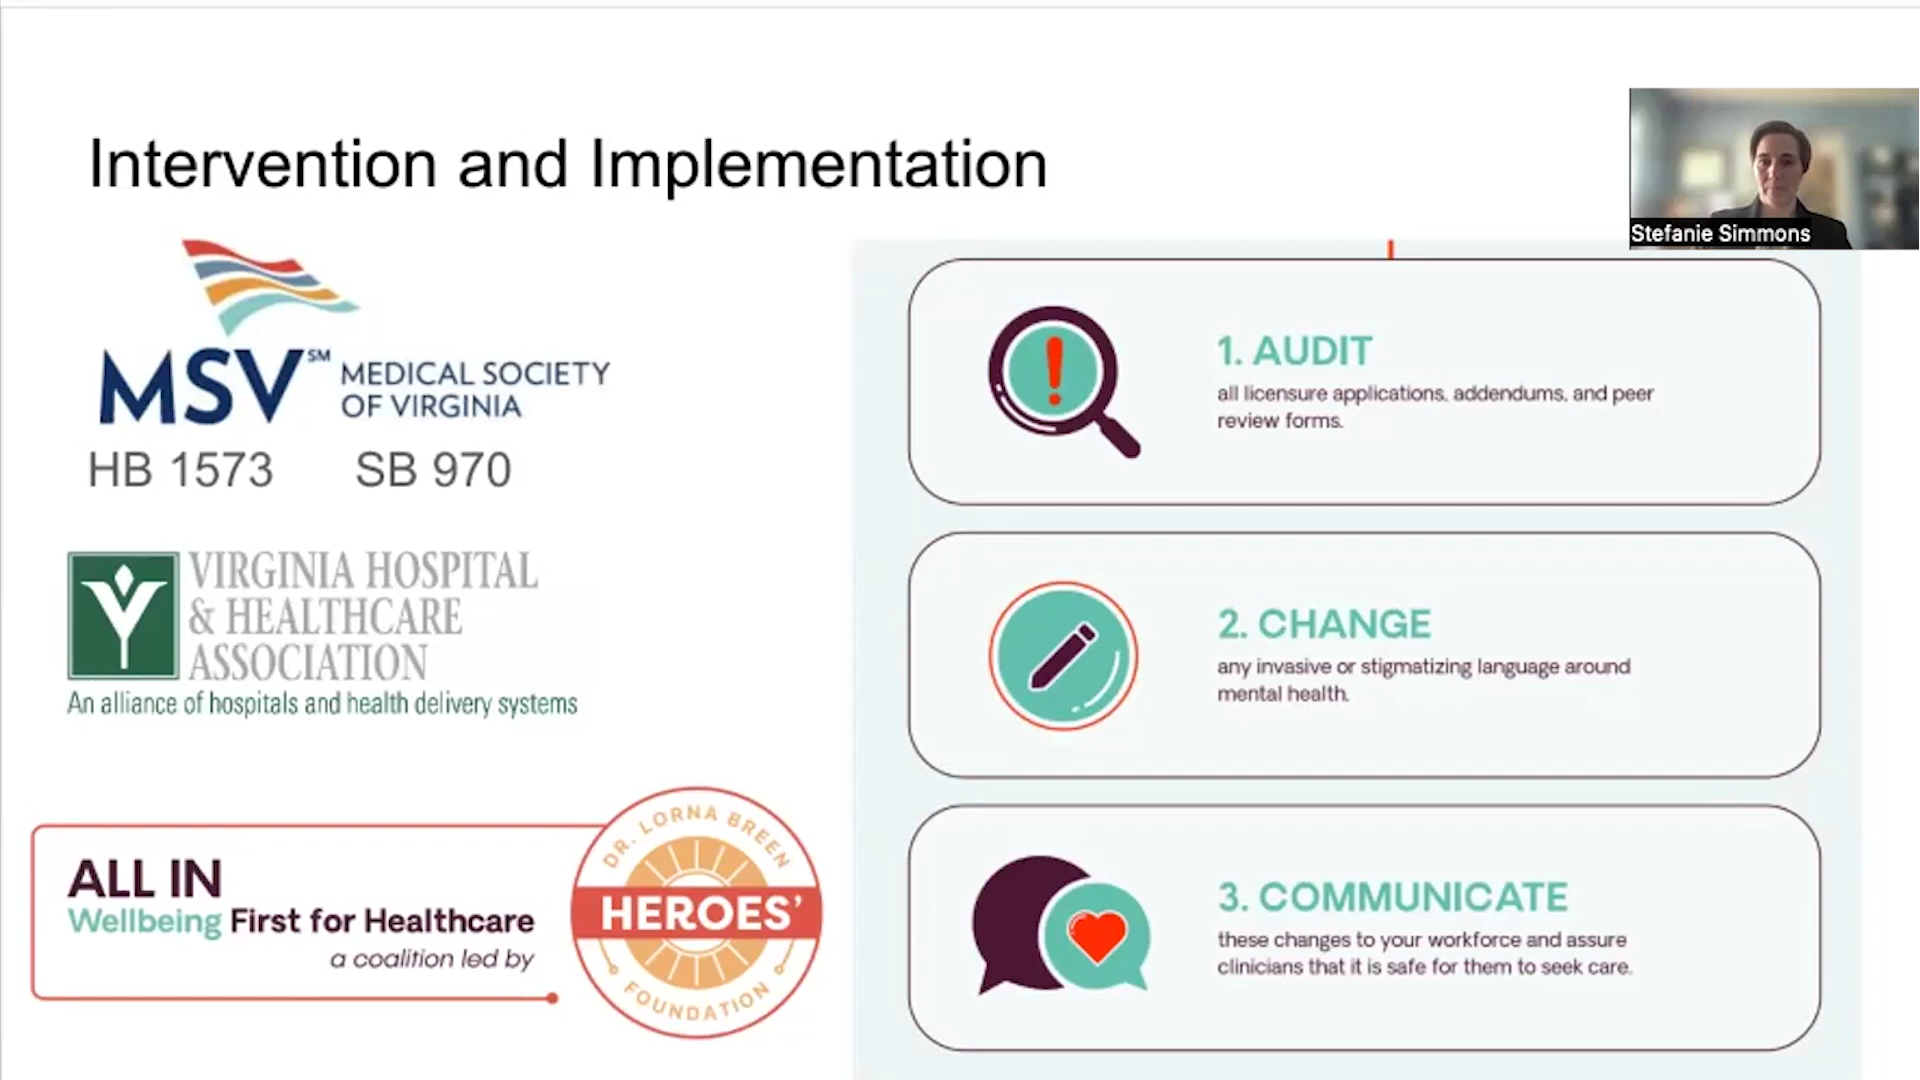 Intervention and Implementation
Stefanie Simmons
MSV℠ MEDICAL SOCIETY
OF VIRGINIA
HB 1573 SB 970
VIRGINIA HOSPITAL
& HEALTHCARE
ASSOCIATION
An alliance of hospitals and health delivery systems
ALL IN
Wellbeing First for Healthcare
a coalition led by
DR. LORNA BREEN
HEROES’
FOUNDATION
1. AUDIT
all licensure applications, addendums, and peer
review forms.
2. CHANGE
any invasive or stigmatizing language around
mental health.
3. COMMUNICATE
these changes to your workforce and assure
clinicians that it is safe for them to seek care.